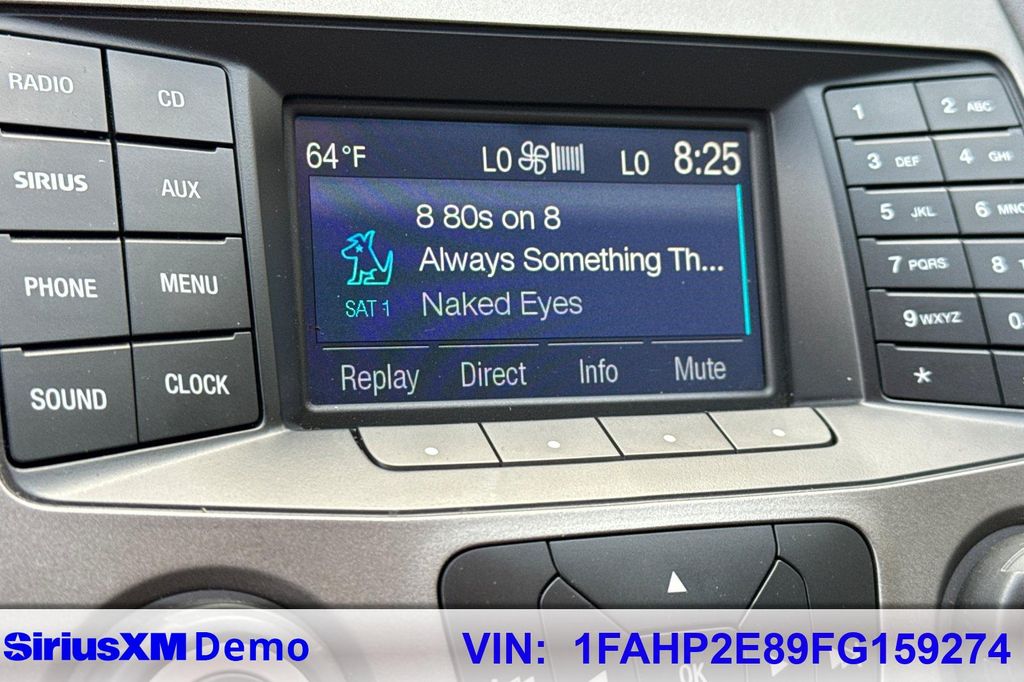 RADIO CD
SIRIUS AUX
PHONE MENU
SOUND CLOCK
64°F LO LO 8:25
8 80s on 8
Always Something Th...
SAT 1 Naked Eyes
Replay Direct Info Mute
1 2 ABC
3 DEF 4 GHI
5 JKL 6 MNO
7 PQRS 8
9 WXYZ 0
*
OK
SiriusXM Demo VIN: 1FAHP2E89FG159274